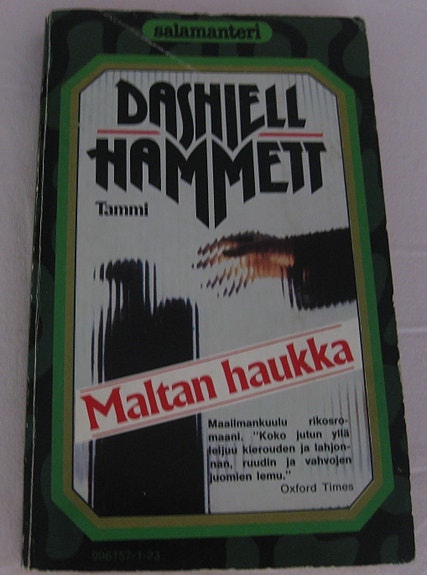 salamanteri
DASHIELL
HAMMETT
Tammi
Maltan haukka
Maailmankuulu rikosro-
maani. "Koko jutun yllä
leijuu kierouden ja lahjon-
nan, ruudin ja vahvojen
juomien lemu."
Oxford Times